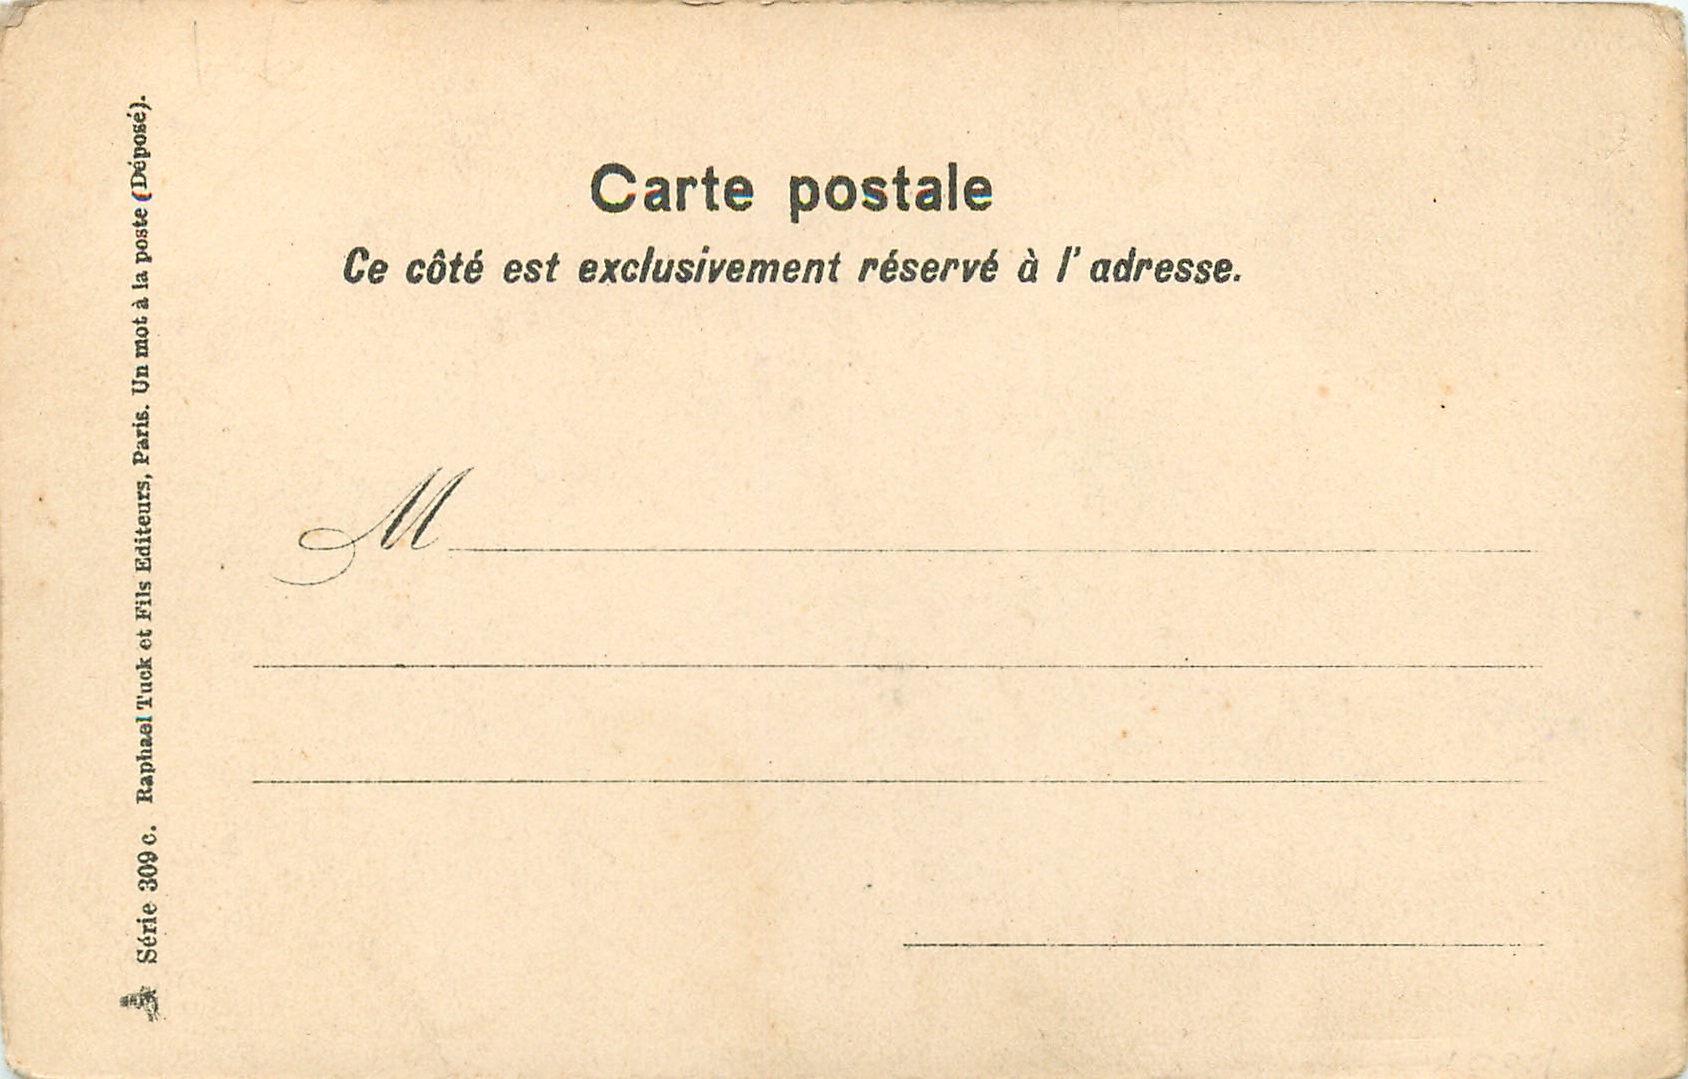 Carte postale
Ce côté est exclusivement réservé à l'adresse.
M
Série 309 c. Raphael Tuck et Fils Editeurs, Paris. Un mot à la poste (Déposé).